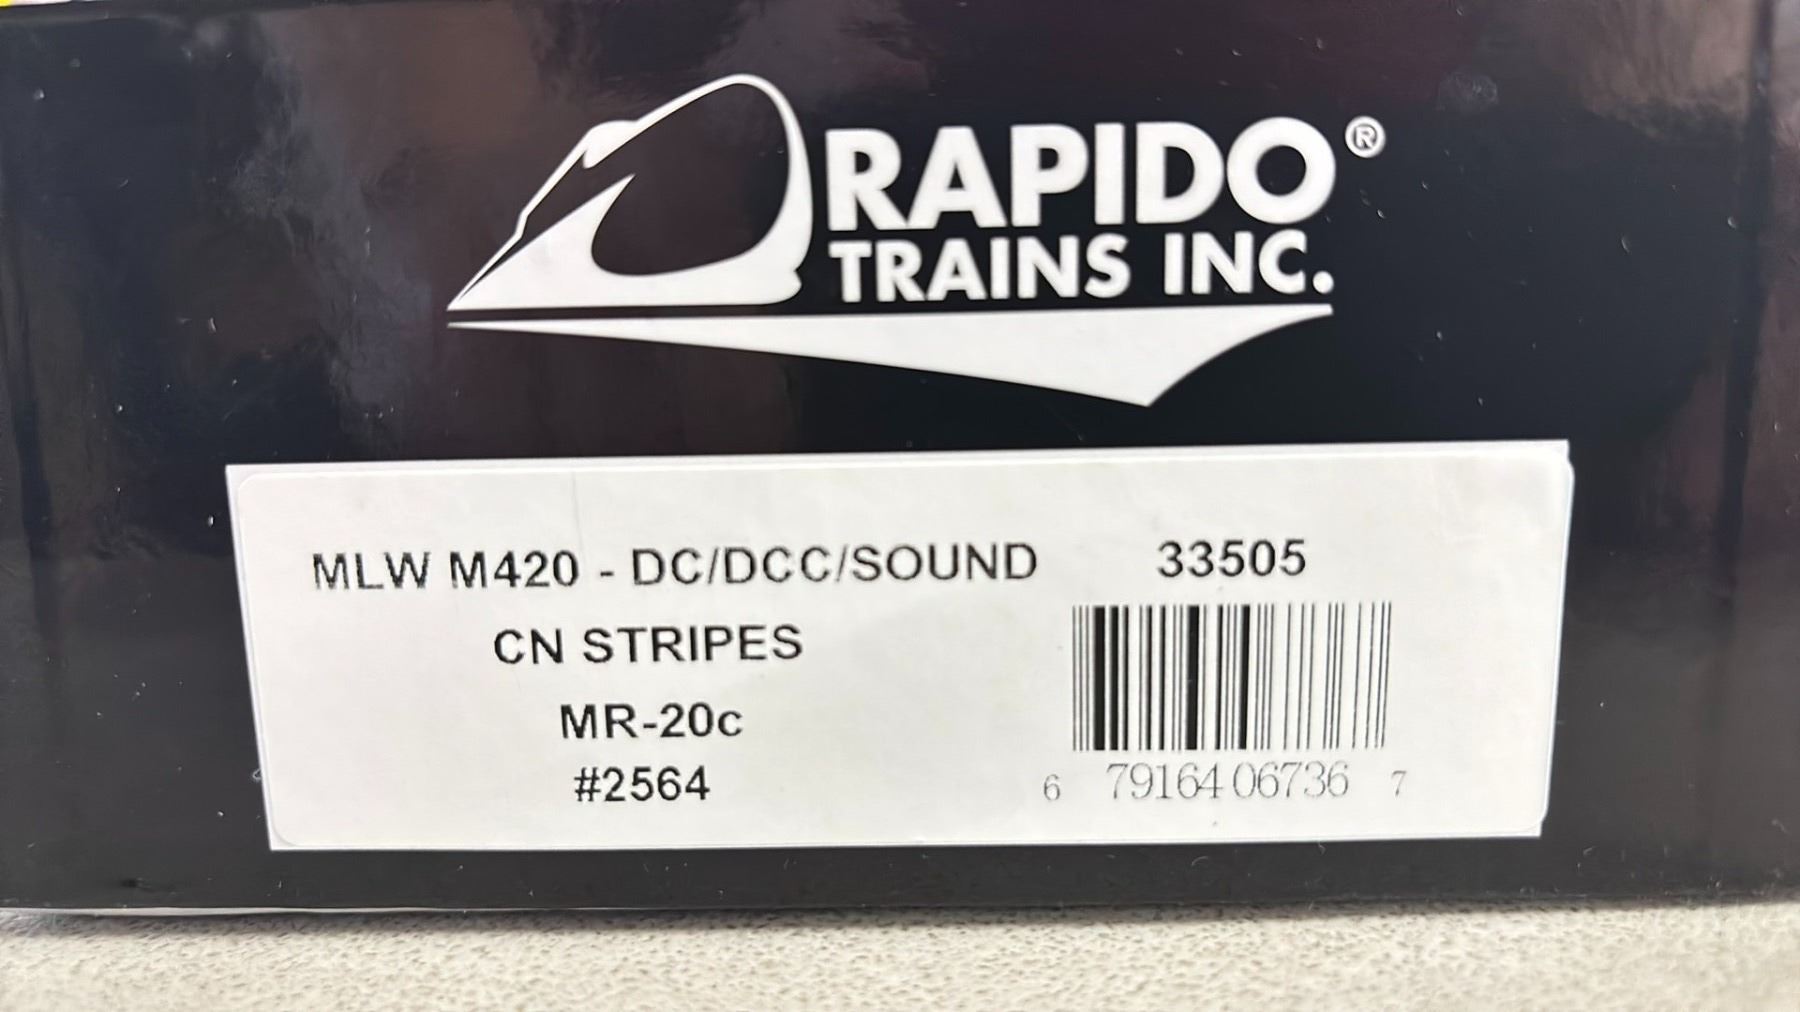 RAPIDO®
TRAINS INC.
MLW M420 - DC/DCC/SOUND 33505
CN STRIPES
MR-20c
#2564
6 79164 06736 7